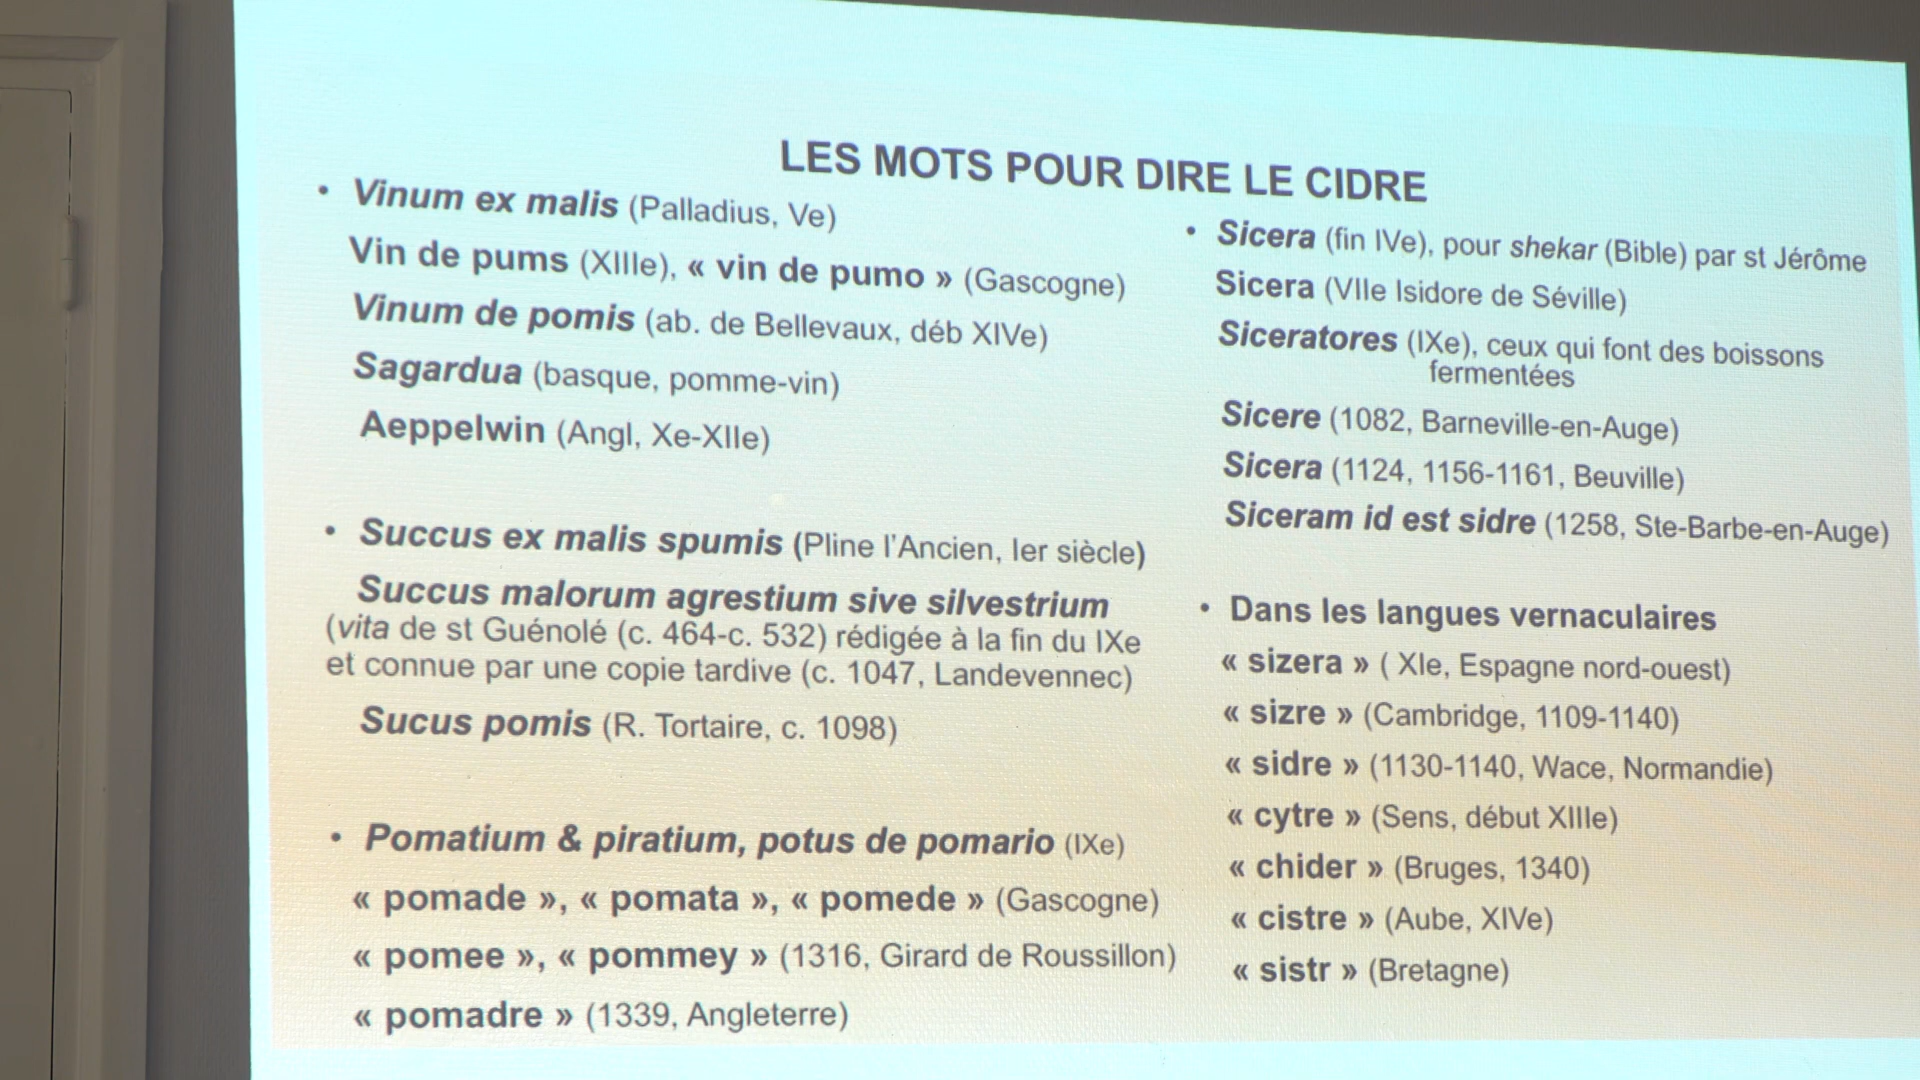 LES MOTS POUR DIRE LE CIDRE
• Vinum ex malis (Palladius, Ve)
Vin de pums (XIIIe), « vin de pumo » (Gascogne)
Vinum de pomis (ab. de Bellevaux, déb XIVe)
Sagardua (basque, pomme-vin)
Aeppelwin (Angl, Xe-XIIe)
• Succus ex malis spumis (Pline l'Ancien, Ier siècle)
Succus malorum agrestium sive silvestrium
(vita de st Guénolé (c. 464-c. 532) rédigée à la fin du IXe
et connue par une copie tardive (c. 1047, Landevennec)
Sucus pomis (R. Tortaire, c. 1098)
• Pomatium & piratium, potus de pomario (IXe)
« pomade », « pomata », « pomede » (Gascogne)
« pomee », « pommey » (1316, Girard de Roussillon)
« pomadre » (1339, Angleterre)
• Sicera (fin IVe), pour shekar (Bible) par st Jérôme
Sicera (VIIe Isidore de Séville)
Siceratores (IXe), ceux qui font des boissons
fermentées
Sicere (1082, Barneville-en-Auge)
Sicera (1124, 1156-1161, Beuville)
Siceram id est sidre (1258, Ste-Barbe-en-Auge)
• Dans les langues vernaculaires
« sizera » ( XIe, Espagne nord-ouest)
« sizre » (Cambridge, 1109-1140)
« sidre » (1130-1140, Wace, Normandie)
« cytre » (Sens, début XIIIe)
« chider » (Bruges, 1340)
« cistre » (Aube, XIVe)
« sistr » (Bretagne)